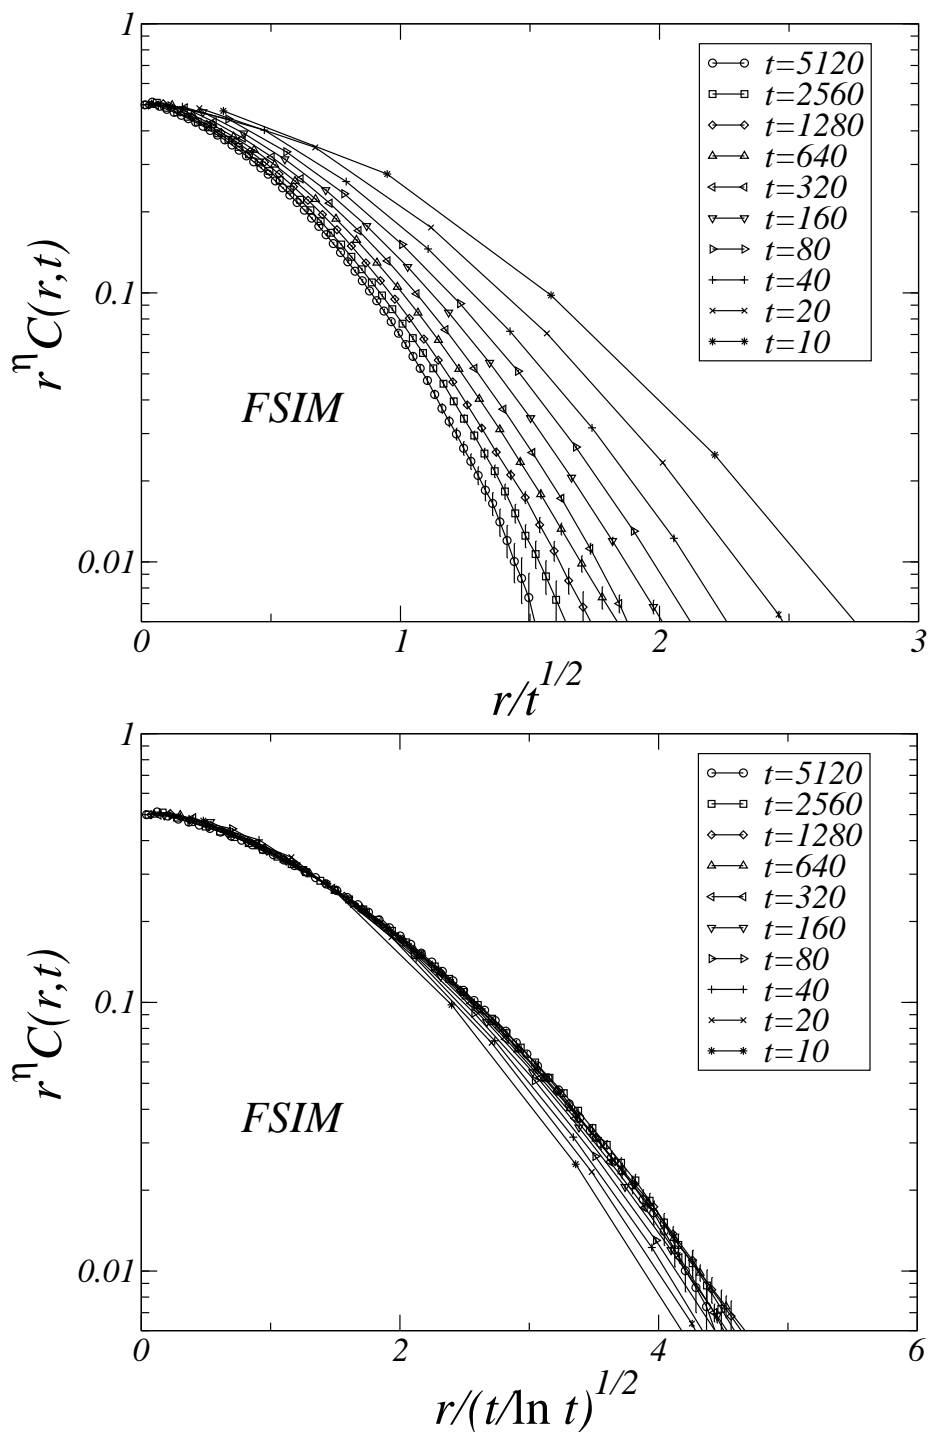 1
0.1
0.01
r^η C(r,t)
FSIM
t=5120
t=2560
t=1280
t=640
t=320
t=160
t=80
t=40
t=20
t=10
0 1 2 3
r/t^{1/2}
1
0.1
0.01
r^η C(r,t)
FSIM
t=5120
t=2560
t=1280
t=640
t=320
t=160
t=80
t=40
t=20
t=10
0 2 4 6
r/(t/ln t)^{1/2}